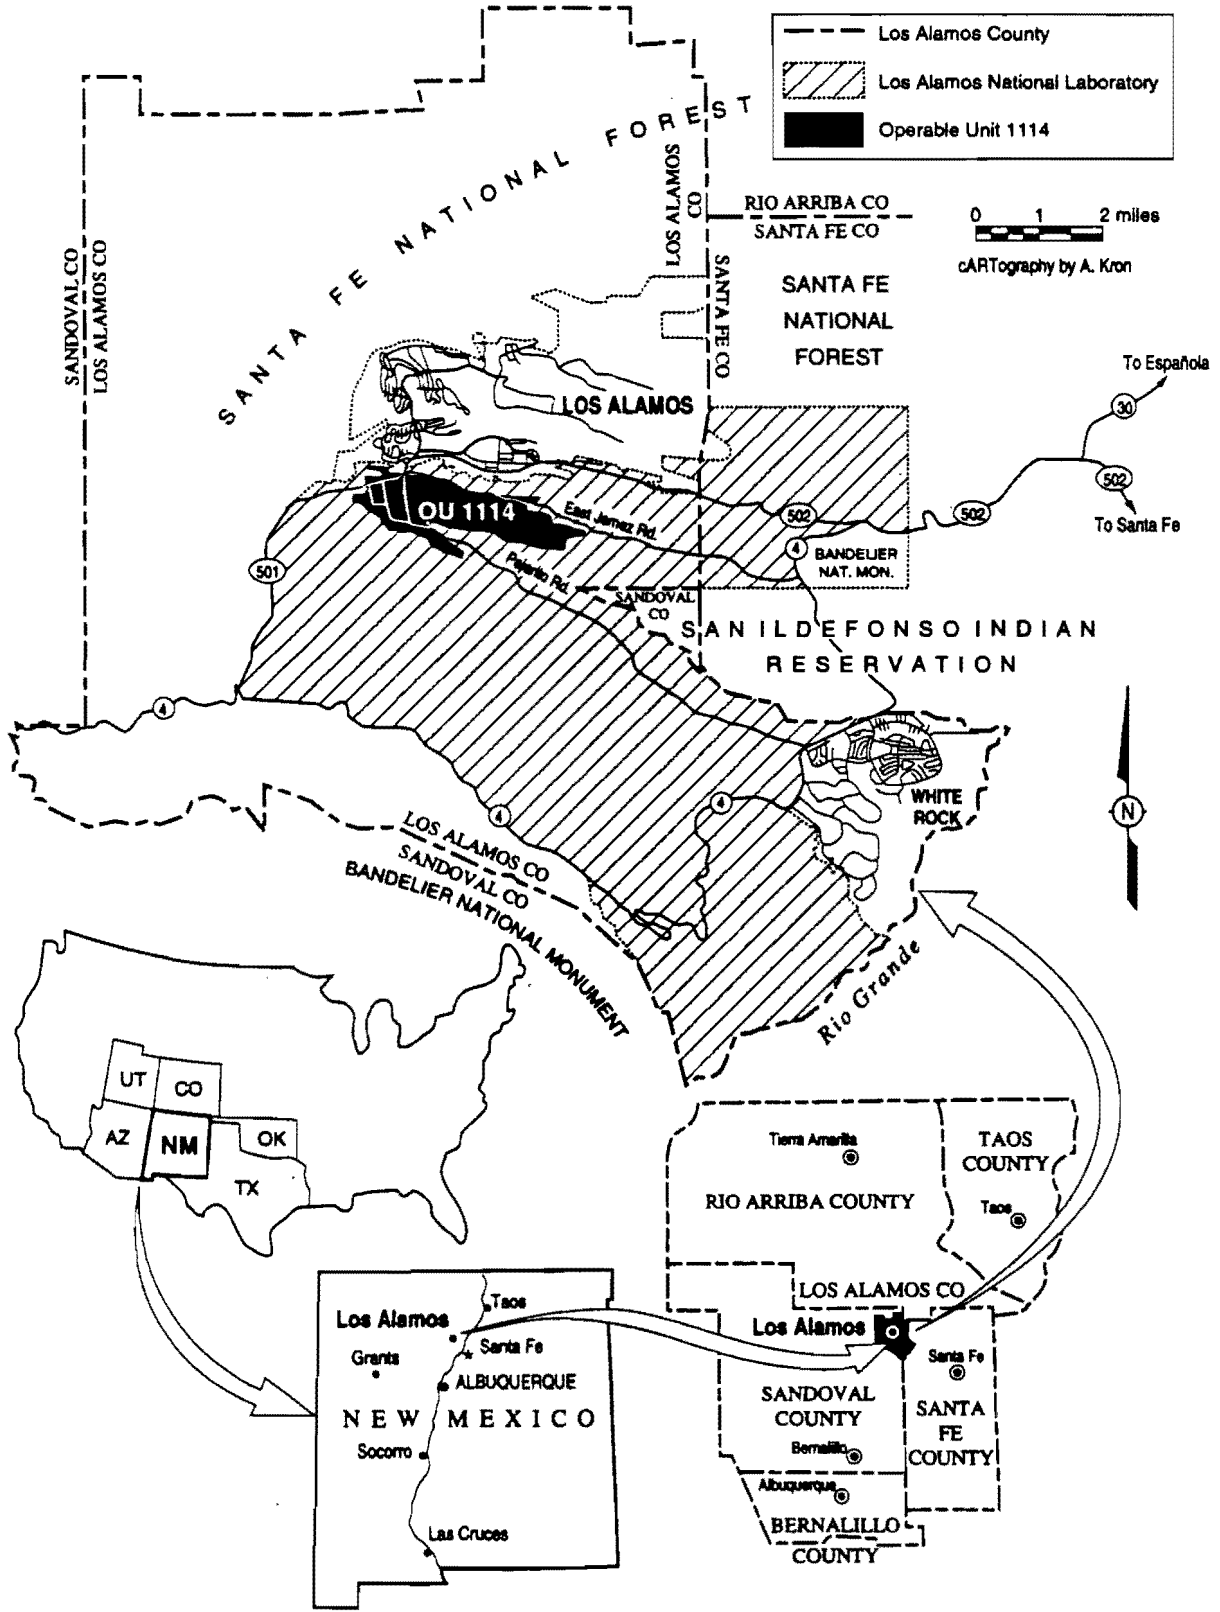 Los Alamos County
Los Alamos National Laboratory
Operable Unit 1114
SANTA FE NATIONAL FOREST
LOS ALAMOS
CO
RIO ARRIBA CO
SANTA FE CO
0 1 2 miles
cARTography by A. Kron
SANDOVAL CO
LOS ALAMOS CO
SANTA FE CO
SANTA FE
NATIONAL
FOREST
To Española
30
LOS ALAMOS
502
To Santa Fe
OU 1114
East Jemez Rd.
502
502
4
BANDELIER
NAT. MON.
501
Pajarito Rd.
SANDOVAL
CO
SAN ILDEFONSO INDIAN
RESERVATION
4
WHITE
ROCK
4
4
N
LOS ALAMOS CO
SANDOVAL CO
BANDELIER NATIONAL MONUMENT
Rio Grande
UT
CO
AZ
NM
OK
TX
Tierra Amarilla
TAOS
COUNTY
RIO ARRIBA COUNTY
Taos
LOS ALAMOS CO
Los Alamos
Santa Fe
SANDOVAL
COUNTY
SANTA
FE
COUNTY
Bernalillo
Albuquerque
BERNALILLO
COUNTY
Taos
Los Alamos
Santa Fe
Grants
ALBUQUERQUE
NEW MEXICO
Socorro
Las Cruces